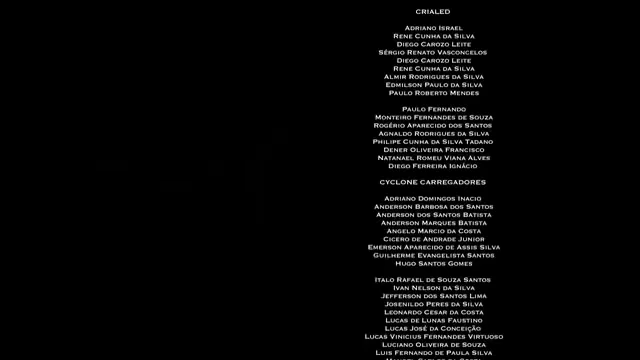 CRIALED
ADRIANO ISRAEL
RENE CUNHA DA SILVA
DIEGO CAROZO LEITE
SÉRGIO RENATO VASCONCELOS
DIEGO CAROZO LEITE
RENE CUNHA DA SILVA
ALMIR RODRIGUES DA SILVA
EDMILSON PAULO DA SILVA
PAULO ROBERTO MENDES
PAULO FERNANDO
MONTEIRO FERNANDES DE SOUZA
ROGÉRIO APARECIDO DOS SANTOS
AGNALDO RODRIGUES DA SILVA
PHILIPE CUNHA DA SILVA TADANO
DENER OLIVEIRA FRANCISCO
NATANAEL ROMEU VIANA ALVES
DIEGO FERREIRA IGNÁCIO
CYCLONE CARREGADORES
ADRIANO DOMINGOS INACIO
ANDERSON BARBOSA DOS SANTOS
ANDERSON DOS SANTOS BATISTA
ANDERSON MARQUES BATISTA
ANGELO MARCIO DA COSTA
CICERO DE ANDRADE JUNIOR
EMERSON APARECIDO DE ASSIS SILVA
GUILHERME EVANGELISTA SANTOS
HUGO SANTOS GOMES
ITALO RAFAEL DE SOUZA SANTOS
IVAN NELSON DA SILVA
JEFFERSON DOS SANTOS LIMA
JOSENILDO PERES DA SILVA
LEONARDO CESAR DA COSTA
LUCAS DE LUNAS FAUSTINO
LUCAS JOSÉ DA CONCEIÇÃO
LUCAS VINICIUS FERNANDES VIRTUOSO
LUCIANO OLIVEIRA DE SOUZA
LUIS FERNANDO DE PAULA SILVA